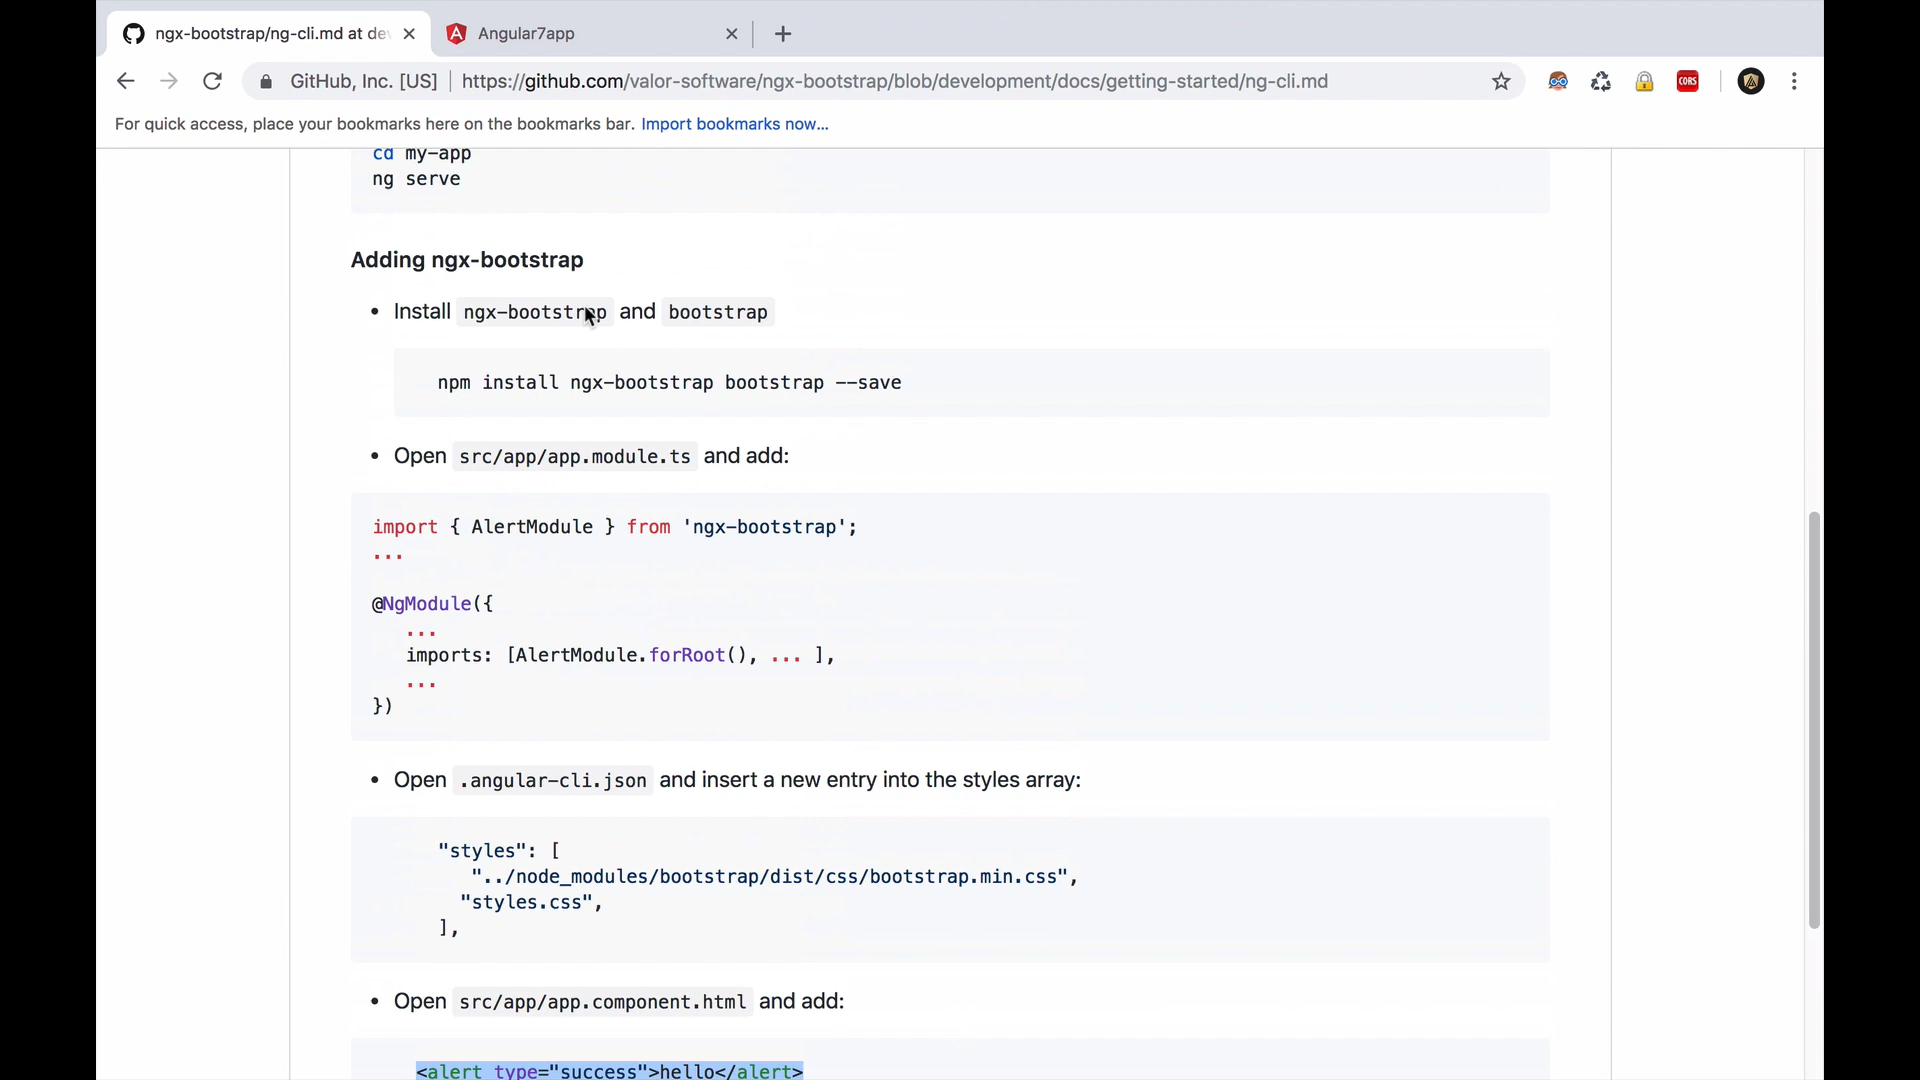 ngx-bootstrap/ng-cli.md at de
Angular7app
GitHub, Inc. [US] | https://github.com/valor-software/ngx-bootstrap/blob/development/docs/getting-started/ng-cli.md
CORS
For quick access, place your bookmarks here on the bookmarks bar. Import bookmarks now...
cd my-app
ng serve
Adding ngx-bootstrap
• Install ngx-bootstrap and bootstrap
npm install ngx-bootstrap bootstrap --save
• Open src/app/app.module.ts and add:
import { AlertModule } from 'ngx-bootstrap';
...
@NgModule({
...
imports: [AlertModule.forRoot(), ... ],
...
})
• Open .angular-cli.json and insert a new entry into the styles array:
"styles": [
"../node_modules/bootstrap/dist/css/bootstrap.min.css",
"styles.css",
],
• Open src/app/app.component.html and add:
<alert type="success">hello</alert>